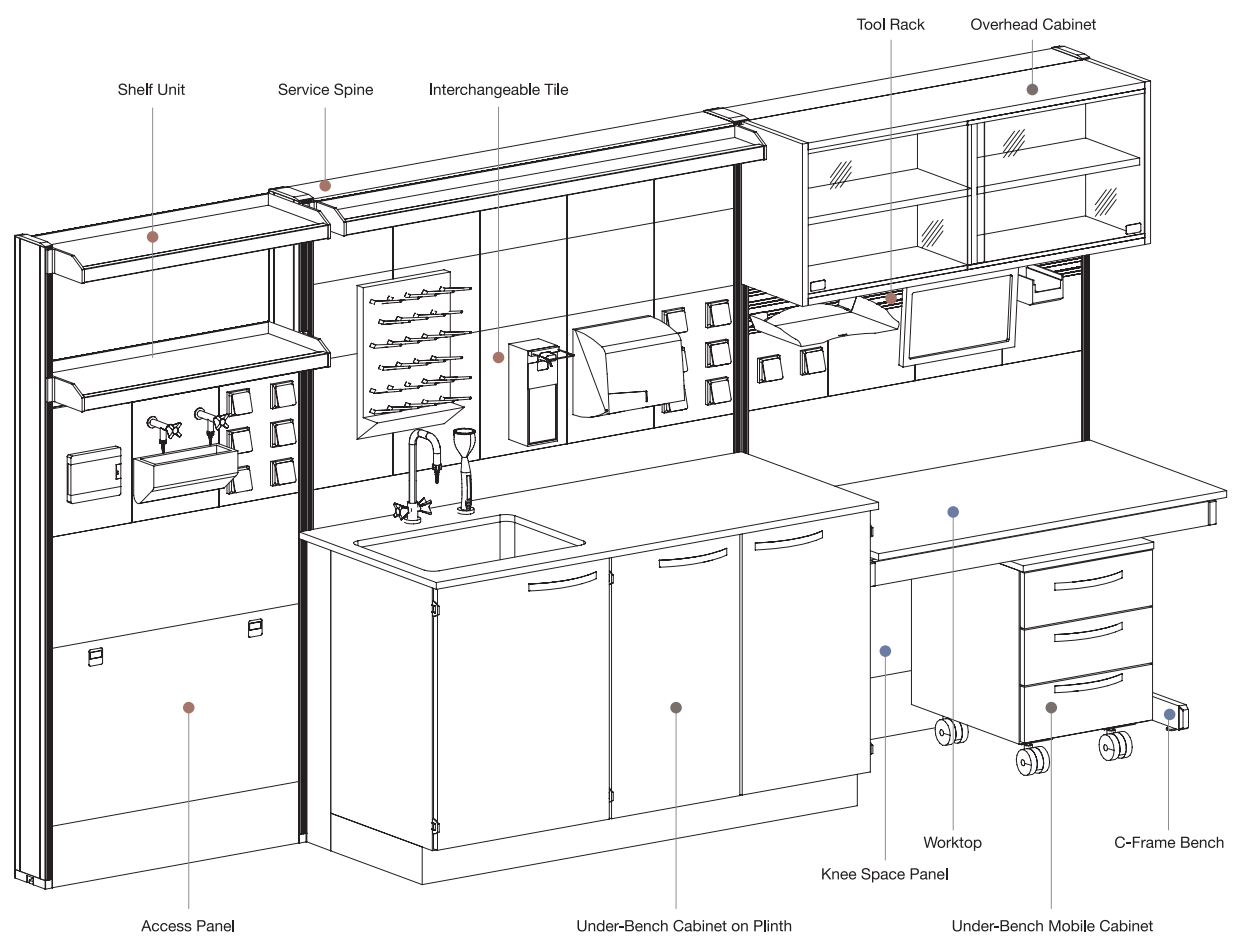 Tool Rack
Overhead Cabinet
Shelf Unit
Service Spine
Interchangeable Tile
Worktop
C-Frame Bench
Knee Space Panel
Access Panel
Under-Bench Cabinet on Plinth
Under-Bench Mobile Cabinet